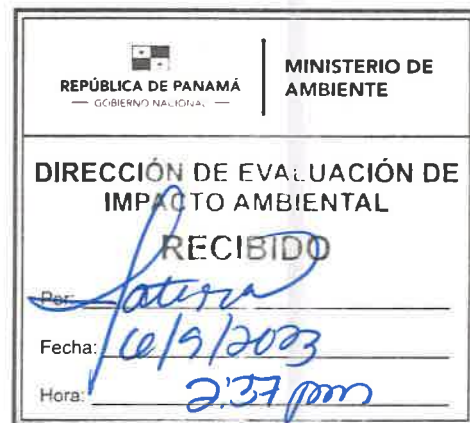 REPÚBLICA DE PANAMÁ
— GOBIERNO NACIONAL —
MINISTERIO DE
AMBIENTE
DIRECCIÓN DE EVALUACIÓN DE
IMPACTO AMBIENTAL
RECIBIDO
Por:
Fecha: /9/2023
Hora: 2:37 pm